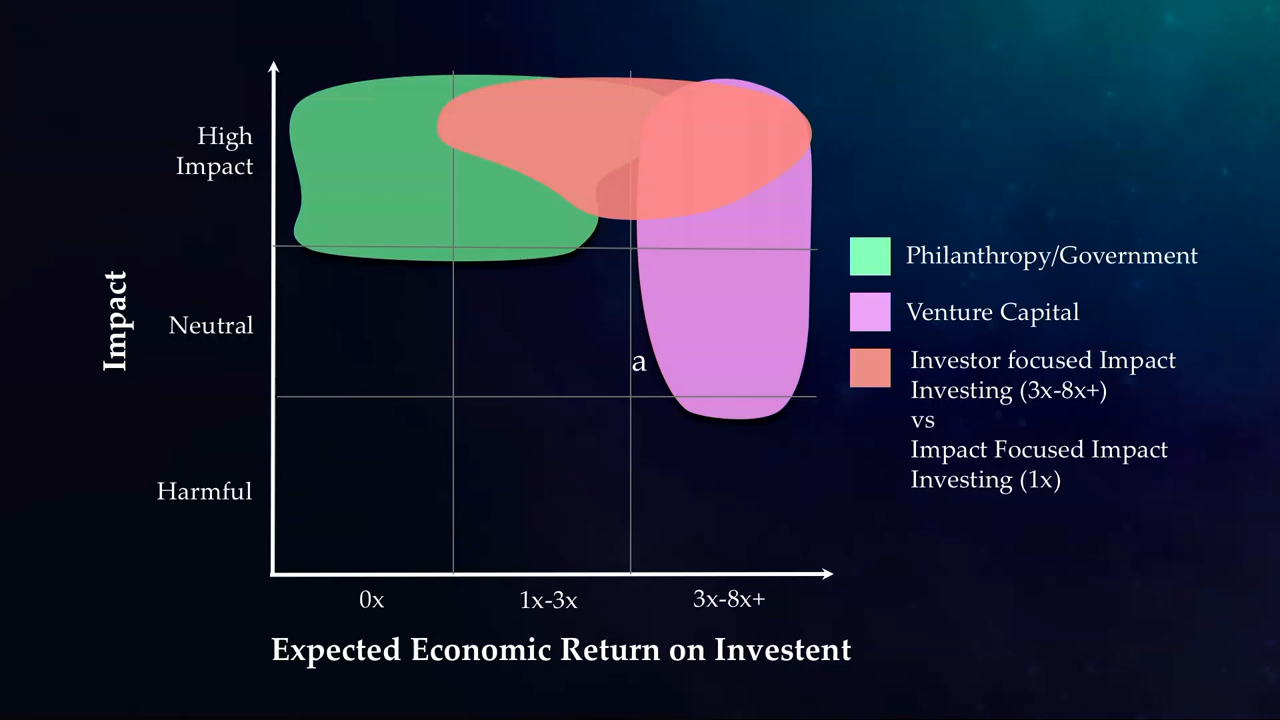 High
Impact
Neutral
Harmful
Impact
a
0x
1x-3x
3x-8x+
Expected Economic Return on Investent
Philanthropy/Government
Venture Capital
Investor focused Impact
Investing (3x-8x+)
vs
Impact Focused Impact
Investing (1x)